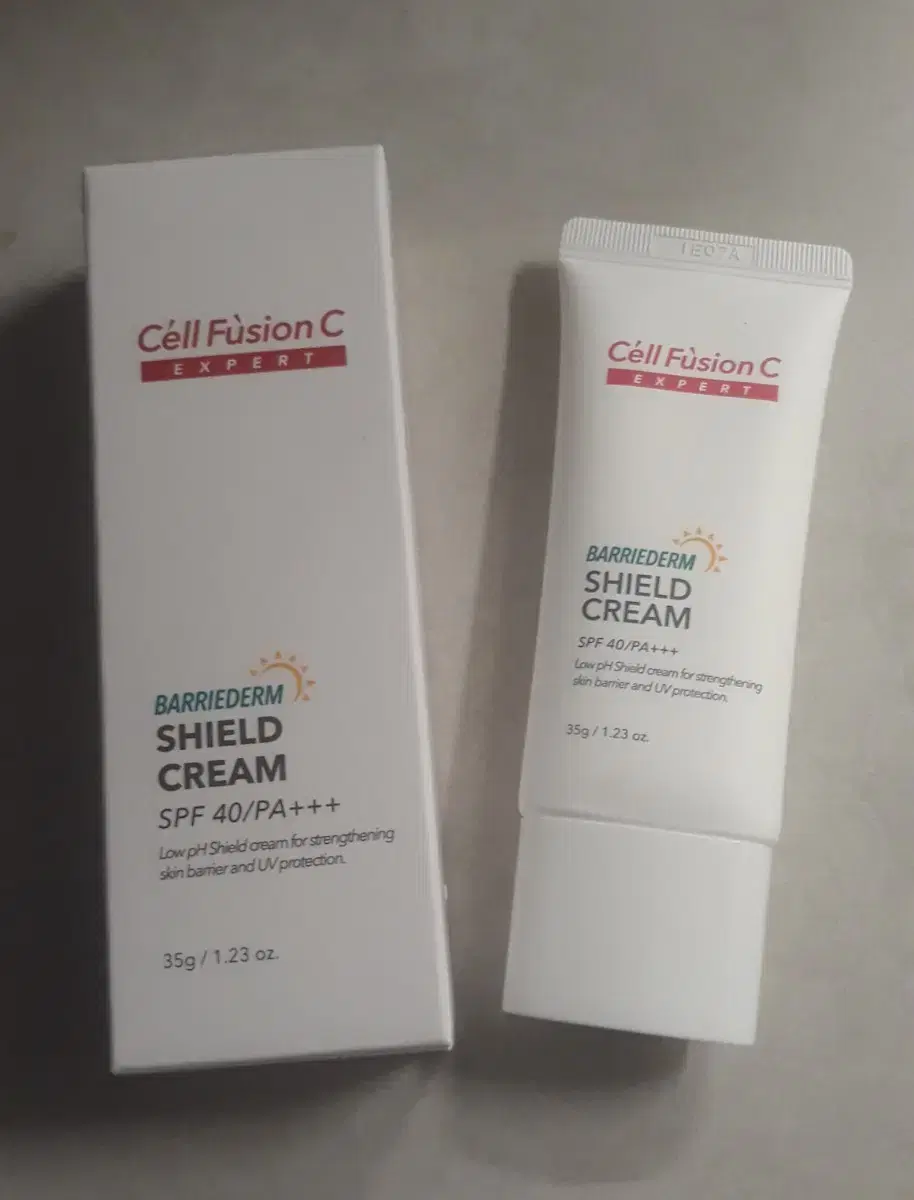 Céll Fùsion C
EXPERT
BARRIEDERM
SHIELD
CREAM
SPF 40/PA+++
Low pH Shield cream for strengthening
skin barrier and UV protection.
35g / 1.23 oz.
Céll Fùsion C
EXPERT
BARRIEDERM
SHIELD
CREAM
SPF 40/PA+++
Low pH Shield cream for strengthening
skin barrier and UV protection.
35g / 1.23 oz.